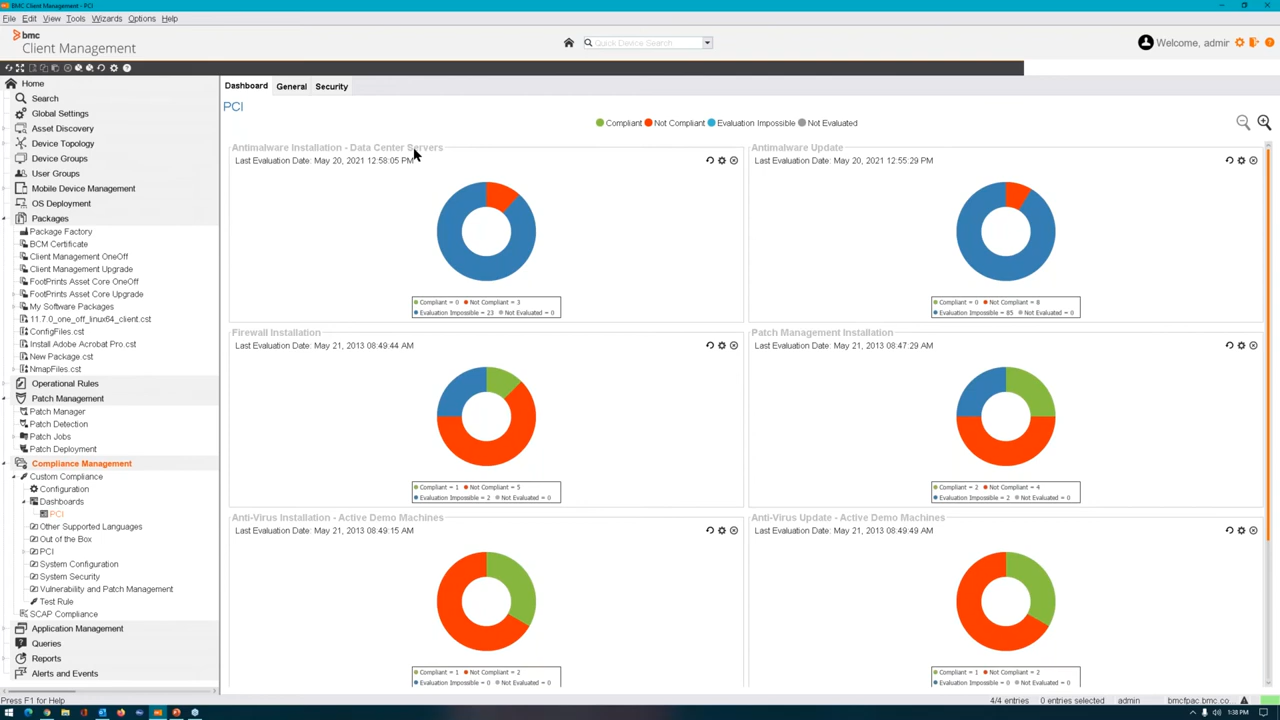 BMC Client Management - PCI
File Edit View Tools Wizards Options Help
bmc
Client Management
Quick Device Search
Welcome, admin
Home
Search
Global Settings
Asset Discovery
Device Topology
Device Groups
User Groups
Mobile Device Management
OS Deployment
Packages
Package Factory
BCM Certificate
Client Management OneOff
Client Management Upgrade
FootPrints Asset Core OneOff
FootPrints Asset Core Upgrade
My Software Packages
11.7.0_one_off_linux64_client.cst
ConfigFiles.cst
Install Adobe Acrobat Pro.cst
New Package.cst
NmapFiles.cst
Operational Rules
Patch Management
Patch Manager
Patch Detection
Patch Jobs
Patch Deployment
Compliance Management
Custom Compliance
Configuration
Dashboards
PCI
Other Supported Languages
Out of the Box
PCI
System Configuration
System Security
Vulnerability and Patch Management
Test Rule
SCAP Compliance
Application Management
Queries
Reports
Alerts and Events
Dashboard General Security
PCI
Compliant Not Compliant Evaluation Impossible Not Evaluated
Antimalware Installation - Data Center Servers
Last Evaluation Date: May 20, 2021 12:58:05 PM
Compliant = 0 Not Compliant = 3
Evaluation Impossible = 23 Not Evaluated = 0
Antimalware Update
Last Evaluation Date: May 20, 2021 12:55:29 PM
Compliant = 0 Not Compliant = 8
Evaluation Impossible = 85 Not Evaluated = 0
Firewall Installation
Last Evaluation Date: May 21, 2013 08:49:44 AM
Compliant = 1 Not Compliant = 5
Evaluation Impossible = 2 Not Evaluated = 0
Patch Management Installation
Last Evaluation Date: May 21, 2013 08:47:29 AM
Compliant = 2 Not Compliant = 4
Evaluation Impossible = 2 Not Evaluated = 0
Anti-Virus Installation - Active Demo Machines
Last Evaluation Date: May 21, 2013 08:49:15 AM
Compliant = 1 Not Compliant = 2
Evaluation Impossible = 0 Not Evaluated = 0
Anti-Virus Update - Active Demo Machines
Last Evaluation Date: May 21, 2013 08:49:49 AM
Compliant = 1 Not Compliant = 2
Evaluation Impossible = 0 Not Evaluated = 0
Press F1 for Help
4/4 entries 0 entries selected admin bmcfpac.bmc.co
1:38 PM